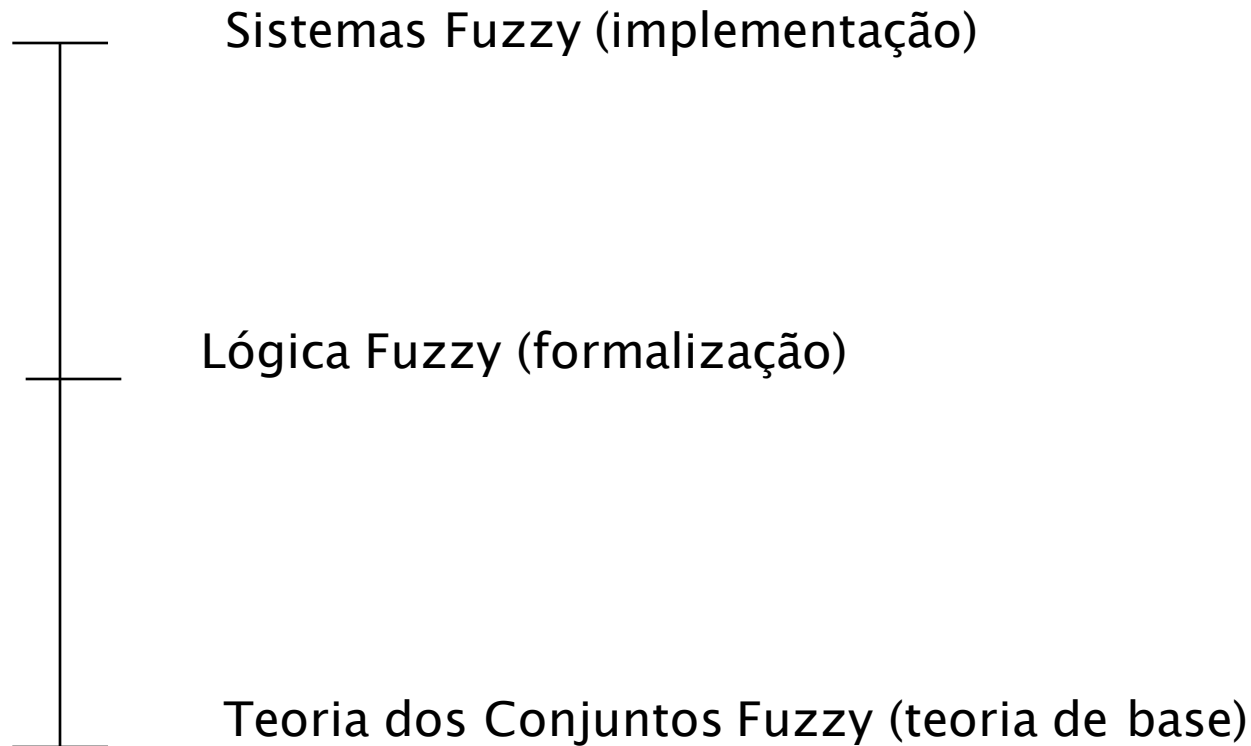 Sistemas Fuzzy (implementação)
Lógica Fuzzy (formalização)
Teoria dos Conjuntos Fuzzy (teoria de base)